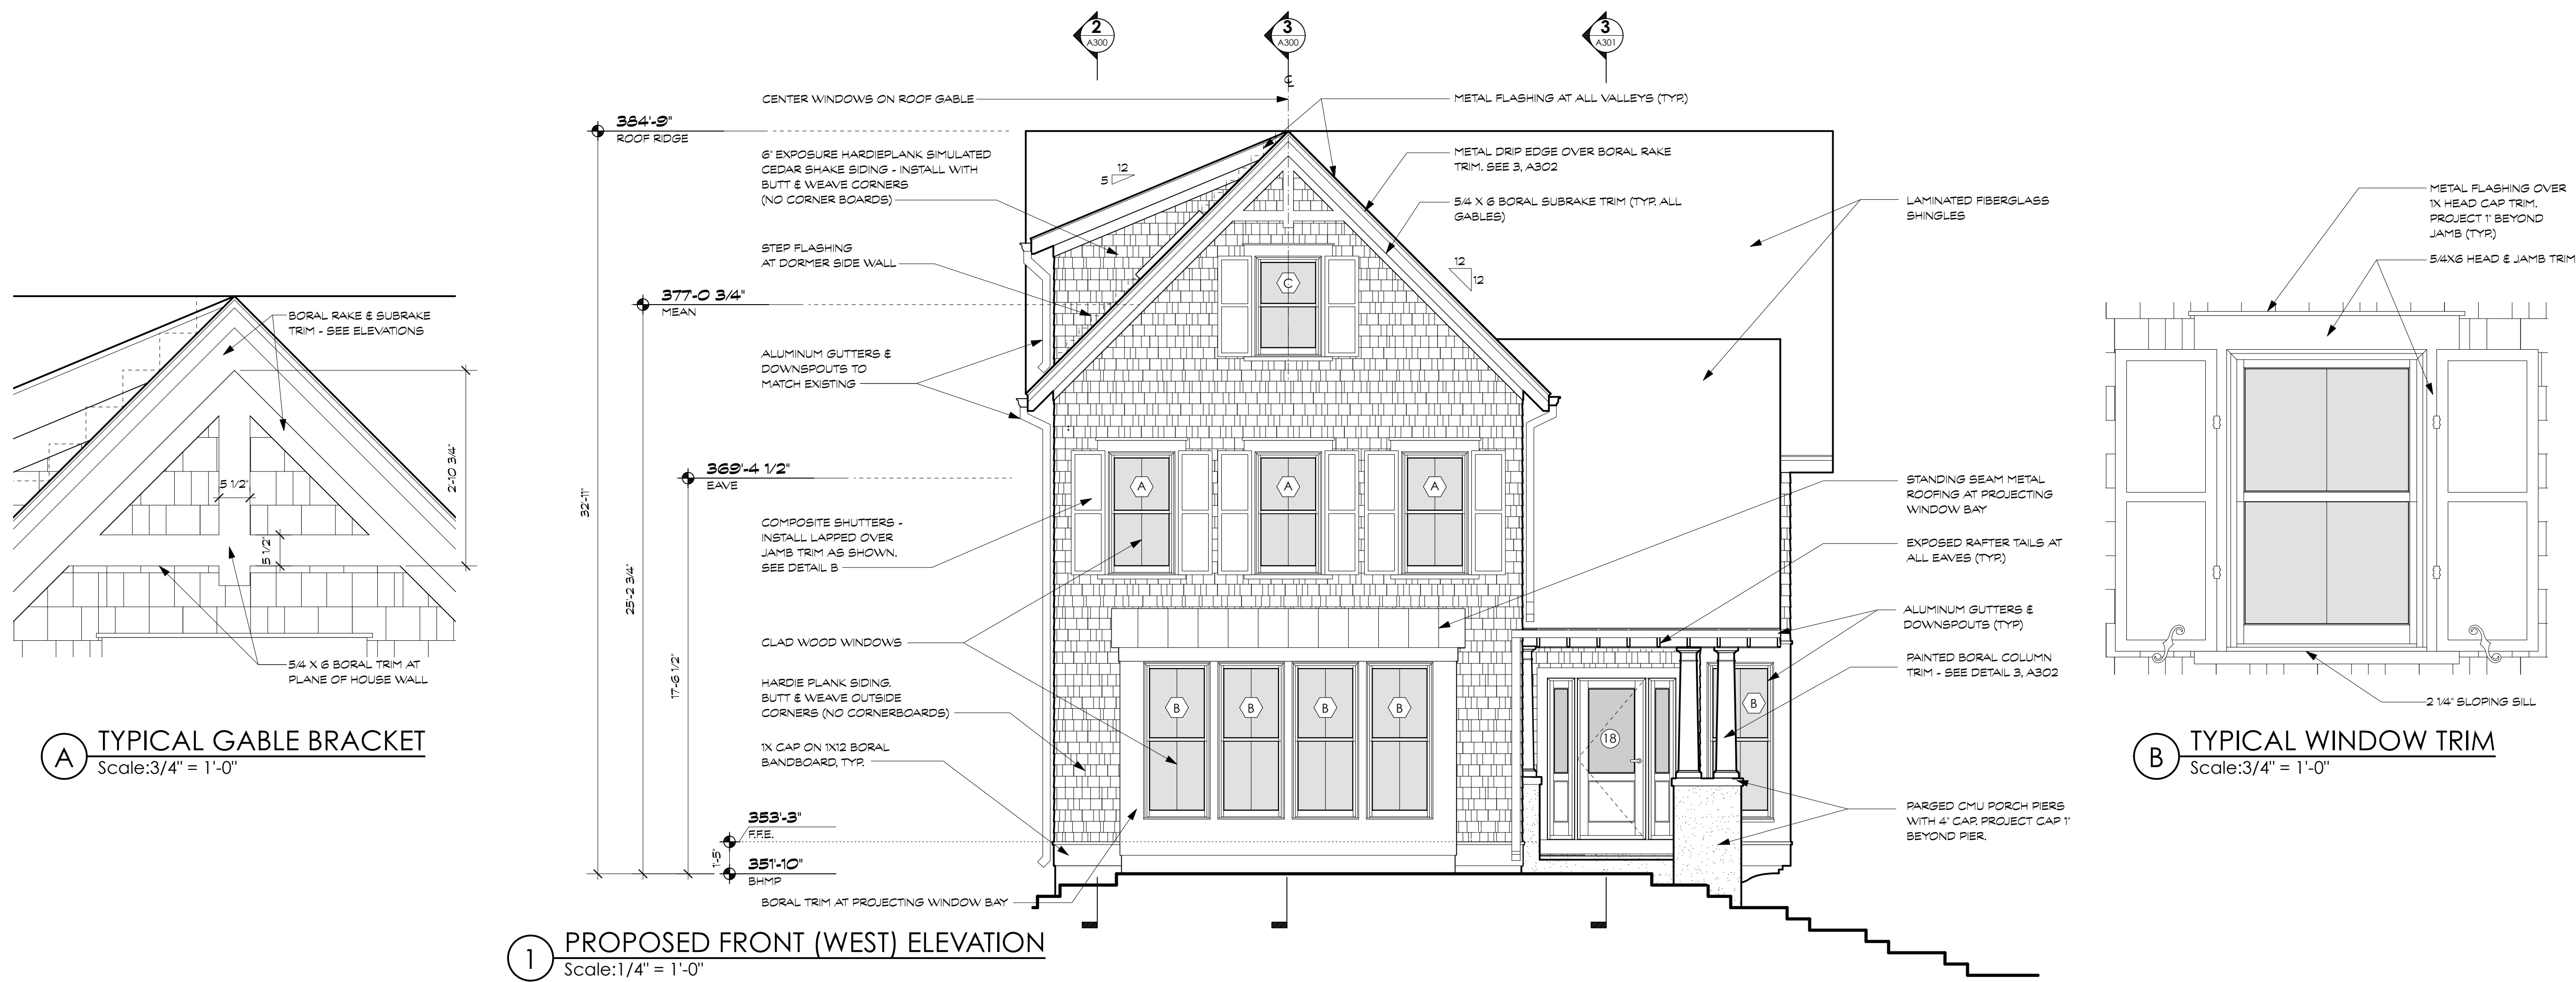 2
A300
3
A300
3
A301
CENTER WINDOWS ON ROOF GABLE
METAL FLASHING AT ALL VALLEYS (TYP.)
384'-9"
ROOF RIDGE
6" EXPOSURE HARDIEPLANK SIMULATED
CEDAR SHAKE SIDING - INSTALL WITH
BUTT & WEAVE CORNERS
(NO CORNER BOARDS)
12
5
METAL DRIP EDGE OVER BORAL RAKE
TRIM. SEE 3, A302
5/4 X 6 BORAL SUBRAKE TRIM (TYP. ALL
GABLES)
LAMINATED FIBERGLASS
SHINGLES
METAL FLASHING OVER
1X HEAD CAP TRIM.
PROJECT 1" BEYOND
JAMB (TYP.)
5/4X6 HEAD & JAMB TRIM
STEP FLASHING
AT DORMER SIDE WALL
12
12
C
377'-0 3/4"
MEAN
BORAL RAKE & SUBRAKE
TRIM - SEE ELEVATIONS
ALUMINUM GUTTERS &
DOWNSPOUTS TO
MATCH EXISTING
2'-10 3/4"
5 1/2"
5 1/2"
369'-4 1/2"
EAVE
A
A
A
32'-11"
25'-2 3/4"
17'-6 1/2"
COMPOSITE SHUTTERS -
INSTALL LAPPED OVER
JAMB TRIM AS SHOWN.
SEE DETAIL B
STANDING SEAM METAL
ROOFING AT PROJECTING
WINDOW BAY
EXPOSED RAFTER TAILS AT
ALL EAVES (TYP.)
ALUMINUM GUTTERS &
DOWNSPOUTS (TYP)
CLAD WOOD WINDOWS
PAINTED BORAL COLUMN
TRIM - SEE DETAIL 3, A302
5/4 X 6 BORAL TRIM AT
PLANE OF HOUSE WALL
HARDIE PLANK SIDING.
BUTT & WEAVE OUTSIDE
CORNERS (NO CORNERBOARDS)
B
B
B
B
B
18
2 1/4" SLOPING SILL
A
TYPICAL GABLE BRACKET
Scale:3/4" = 1'-0"
B
TYPICAL WINDOW TRIM
Scale:3/4" = 1'-0"
1X CAP ON 1X12 BORAL
BANDBOARD, TYP.
PARGED CMU PORCH PIERS
WITH 4" CAP. PROJECT CAP 1"
BEYOND PIER.
353'-3"
F.F.E.
1'-5"
351'-10"
BHMP
BORAL TRIM AT PROJECTING WINDOW BAY
1
PROPOSED FRONT (WEST) ELEVATION
Scale:1/4" = 1'-0"